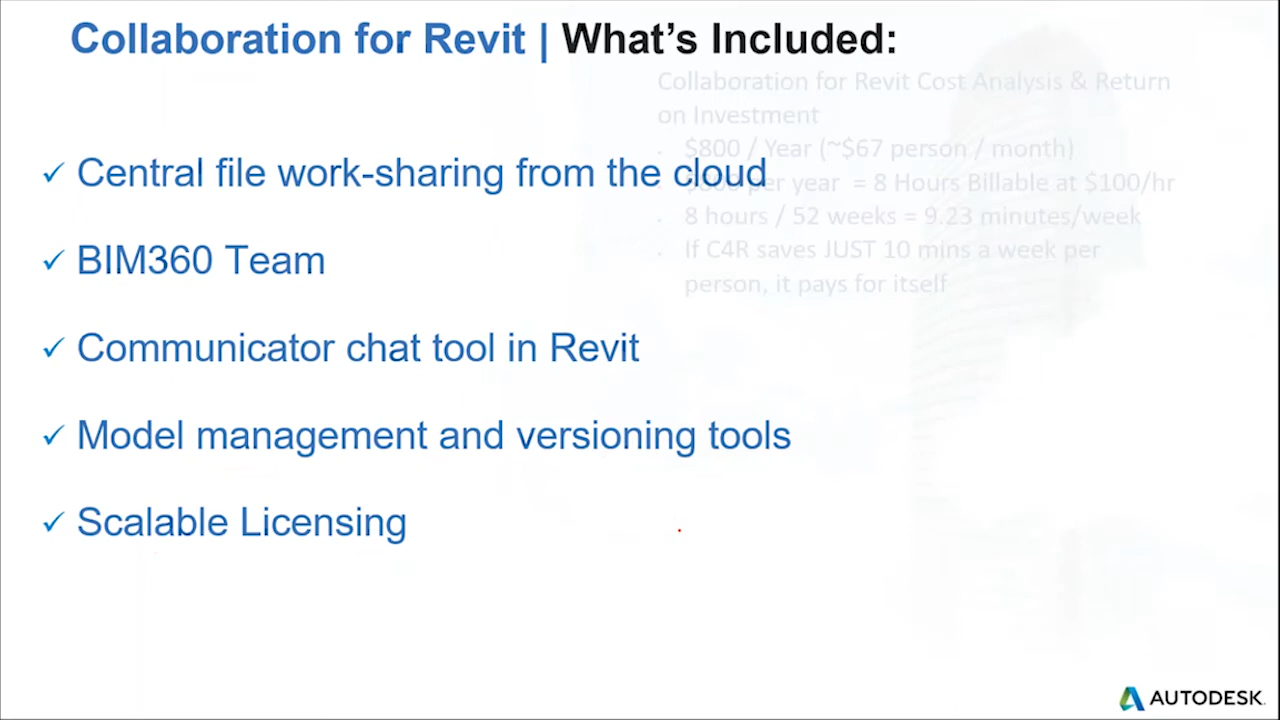 Collaboration for Revit | What's Included:
Collaboration for Revit Cost Analysis & Return
on Investment
$800 / Year (~$67 person / month)
$800 per year = 8 Hours Billable at $100/hr
8 hours / 52 weeks = 9.23 minutes/week
If C4R saves JUST 10 mins a week per
person, it pays for itself
✓ Central file work-sharing from the cloud
✓ BIM360 Team
✓ Communicator chat tool in Revit
✓ Model management and versioning tools
✓ Scalable Licensing
AUTODESK.